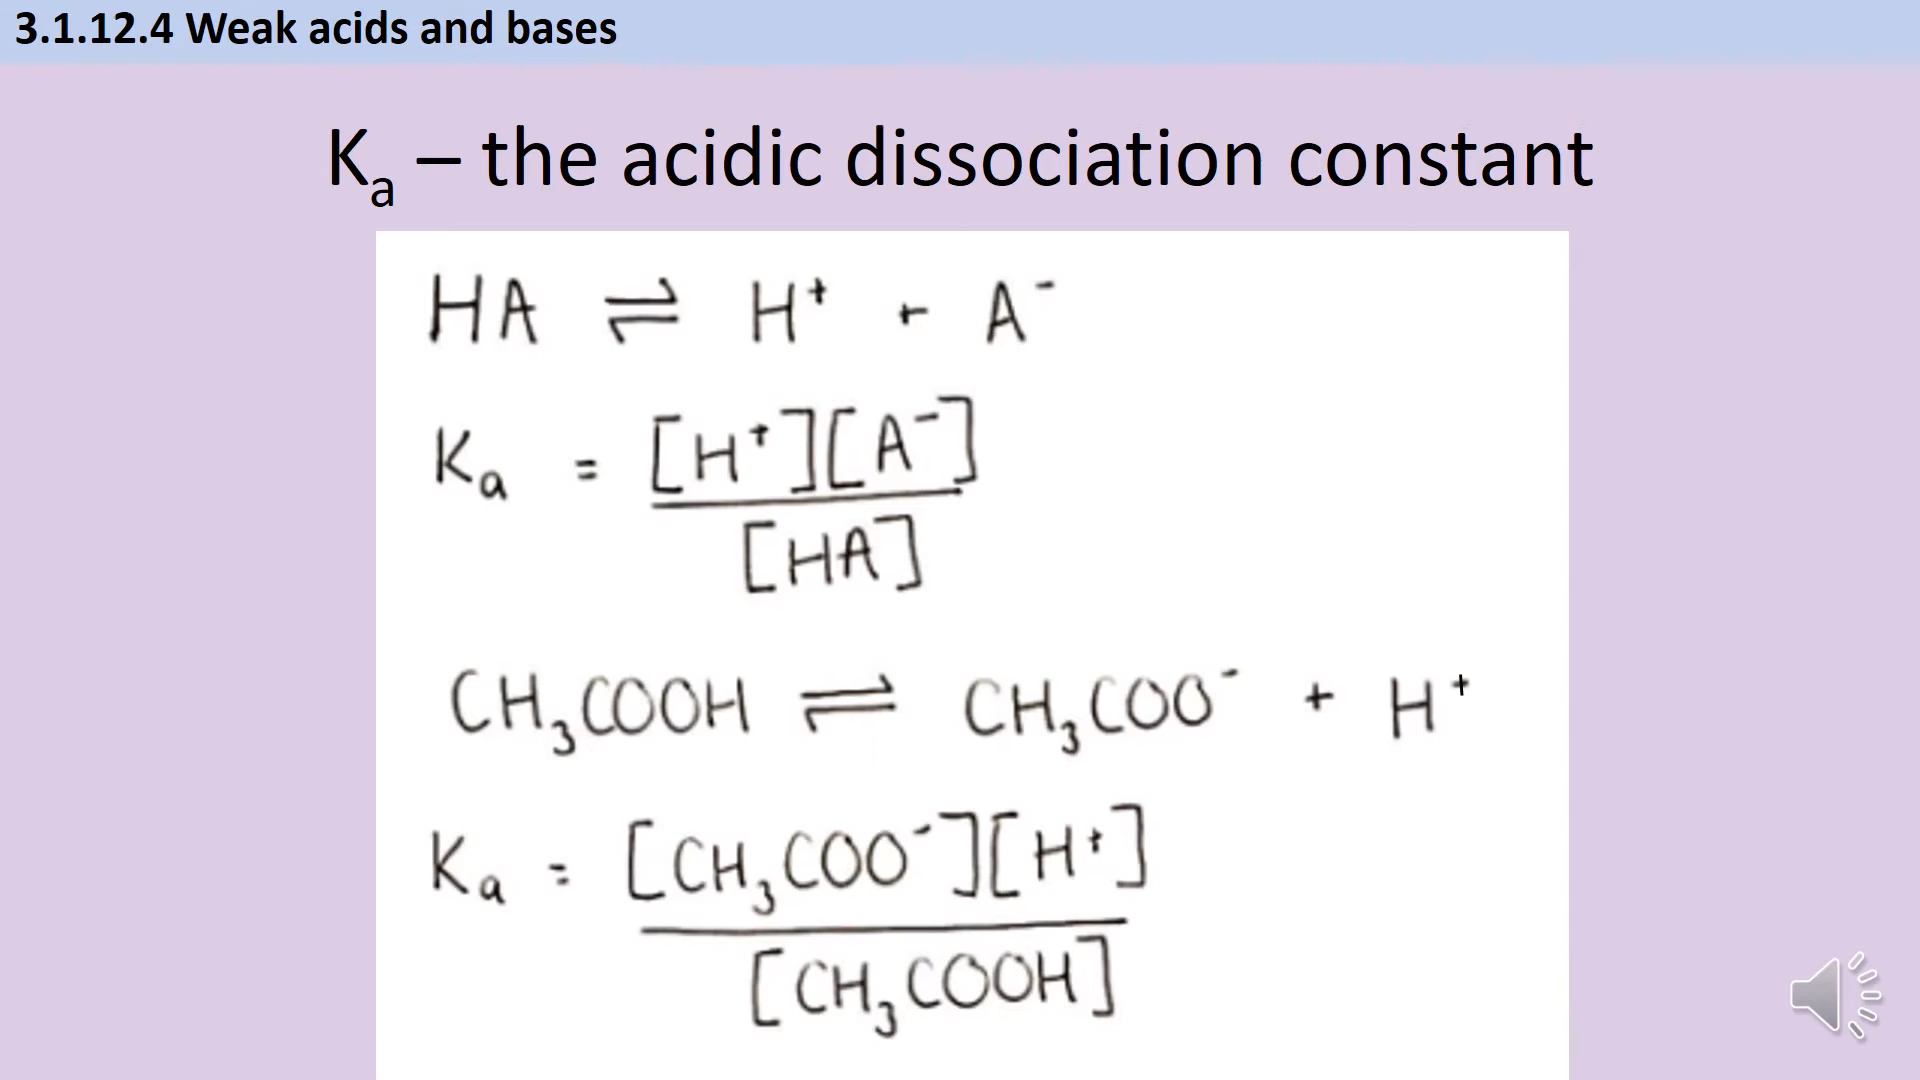 3.1.12.4 Weak acids and bases
Kₐ – the acidic dissociation constant
HA ⇌ H⁺ + A⁻
Kₐ = [H⁺][A⁻]
[HA]
CH₃COOH ⇌ CH₃COO⁻ + H⁺
Kₐ = [CH₃COO⁻][H⁺]
[CH₃COOH]